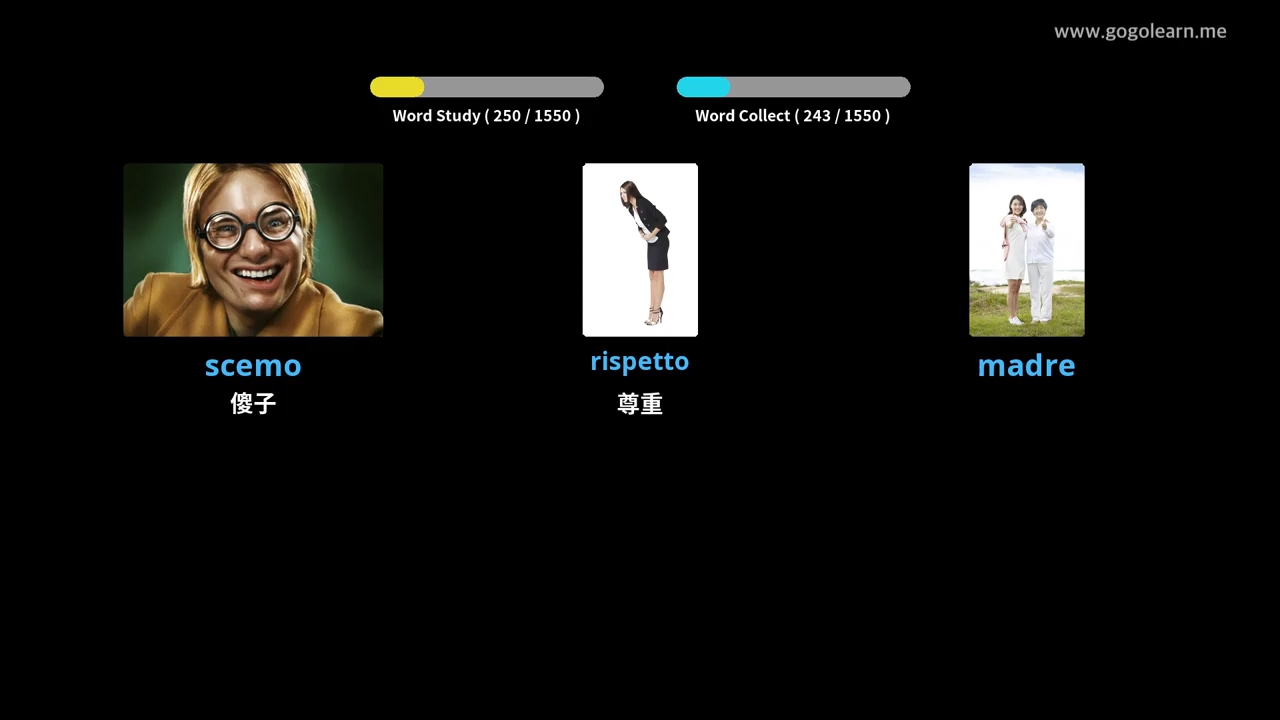 www.gogolearn.me
Word Study ( 250 / 1550 )
Word Collect ( 243 / 1550 )
scemo
傻子
rispetto
尊重
madre